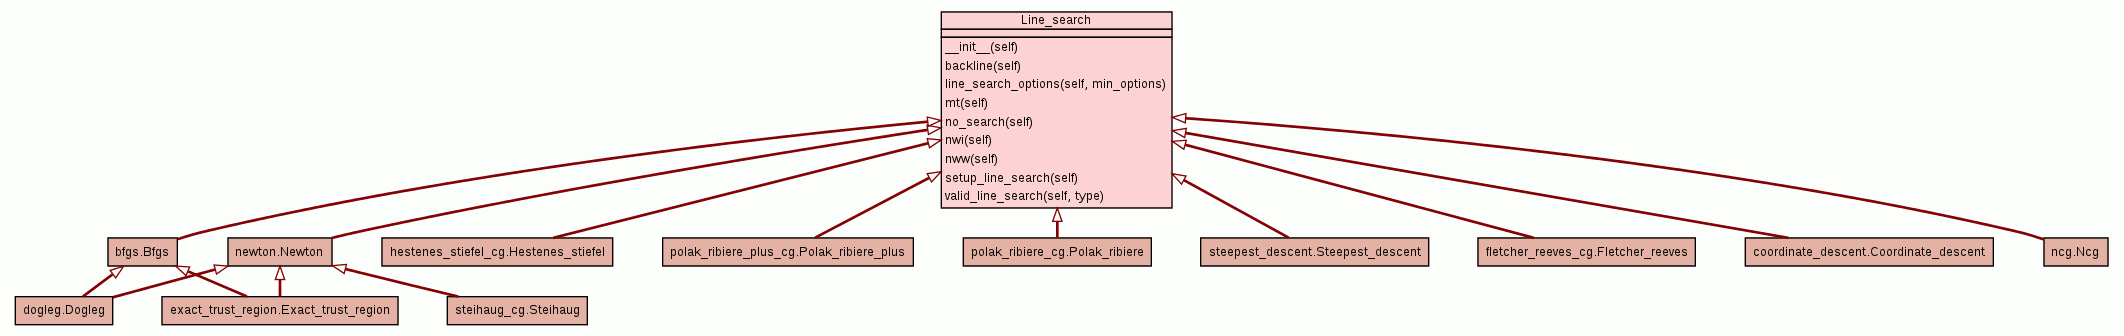 Line_search
__init__(self)
backline(self)
line_search_options(self, min_options)
mt(self)
no_search(self)
nwi(self)
nww(self)
setup_line_search(self)
valid_line_search(self, type)
bfgs.Bfgs
newton.Newton
hestenes_stiefel_cg.Hestenes_stiefel
polak_ribiere_plus_cg.Polak_ribiere_plus
polak_ribiere_cg.Polak_ribiere
steepest_descent.Steepest_descent
fletcher_reeves_cg.Fletcher_reeves
coordinate_descent.Coordinate_descent
ncg.Ncg
dogleg.Dogleg
exact_trust_region.Exact_trust_region
steihaug_cg.Steihaug